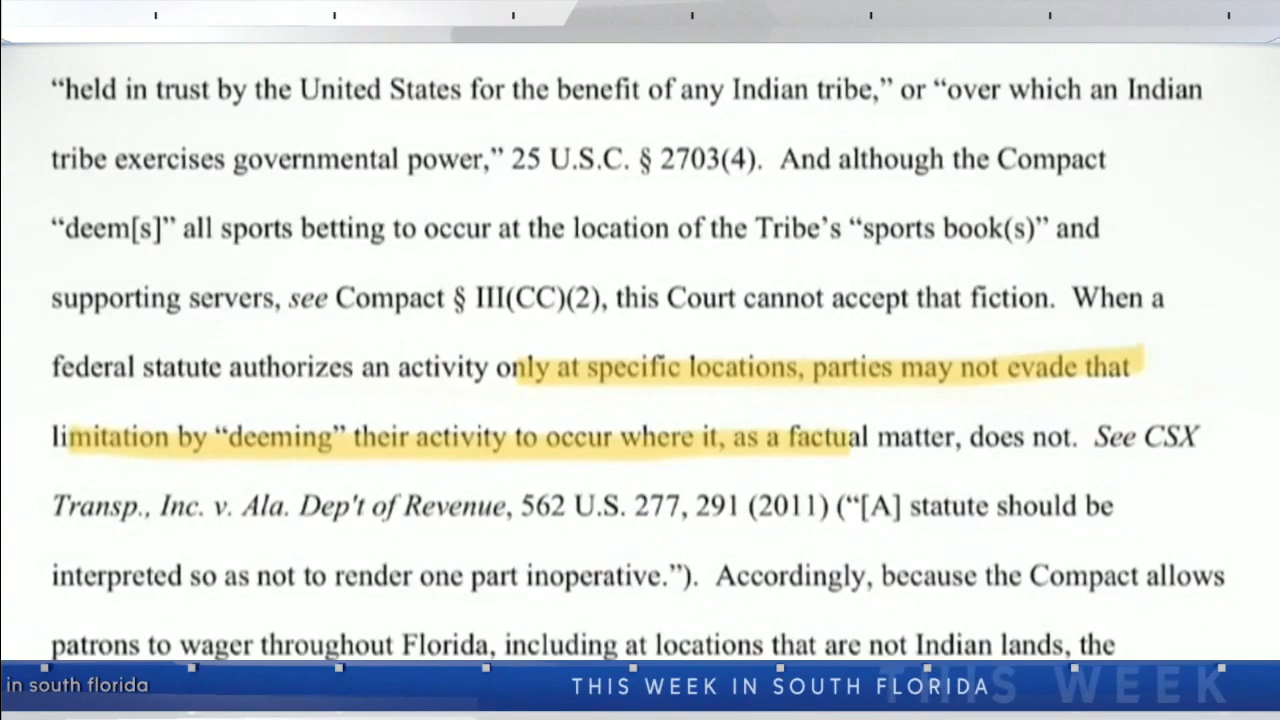 “held in trust by the United States for the benefit of any Indian tribe,” or “over which an Indian
tribe exercises governmental power,” 25 U.S.C. § 2703(4).  And although the Compact
“deem[s]” all sports betting to occur at the location of the Tribe’s “sports book(s)” and
supporting servers, see Compact § III(CC)(2), this Court cannot accept that fiction.  When a
federal statute authorizes an activity only at specific locations, parties may not evade that
limitation by “deeming” their activity to occur where it, as a factual matter, does not.  See CSX
Transp., Inc. v. Ala. Dep't of Revenue, 562 U.S. 277, 291 (2011) (“[A] statute should be
interpreted so as not to render one part inoperative.”).  Accordingly, because the Compact allows
patrons to wager throughout Florida, including at locations that are not Indian lands, the
in south florida
THIS WEEK IN SOUTH FLORIDA
THIS WEEK